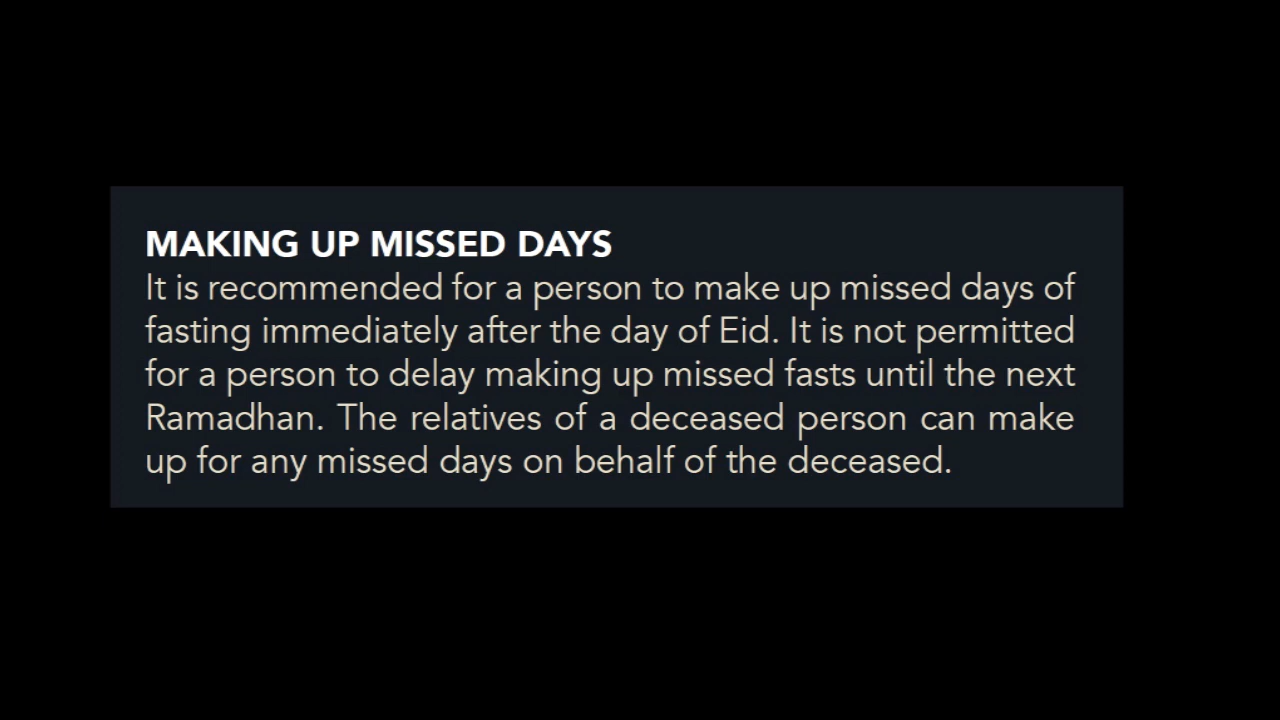 MAKING UP MISSED DAYS
It is recommended for a person to make up missed days of
fasting immediately after the day of Eid. It is not permitted
for a person to delay making up missed fasts until the next
Ramadhan. The relatives of a deceased person can make
up for any missed days on behalf of the deceased.